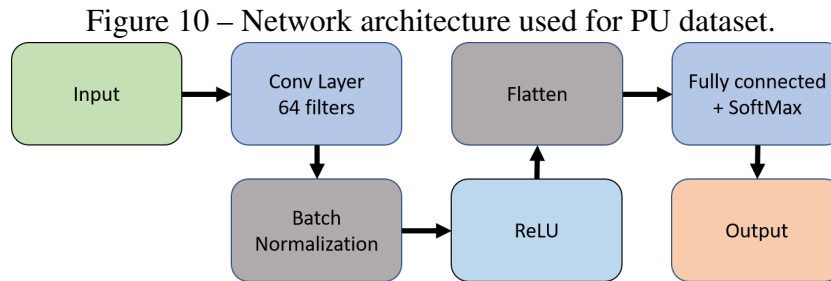 Figure 10 – Network architecture used for PU dataset.
Input
Conv Layer
64 filters
Batch
Normalization
ReLU
Flatten
Fully connected
+ SoftMax
Output